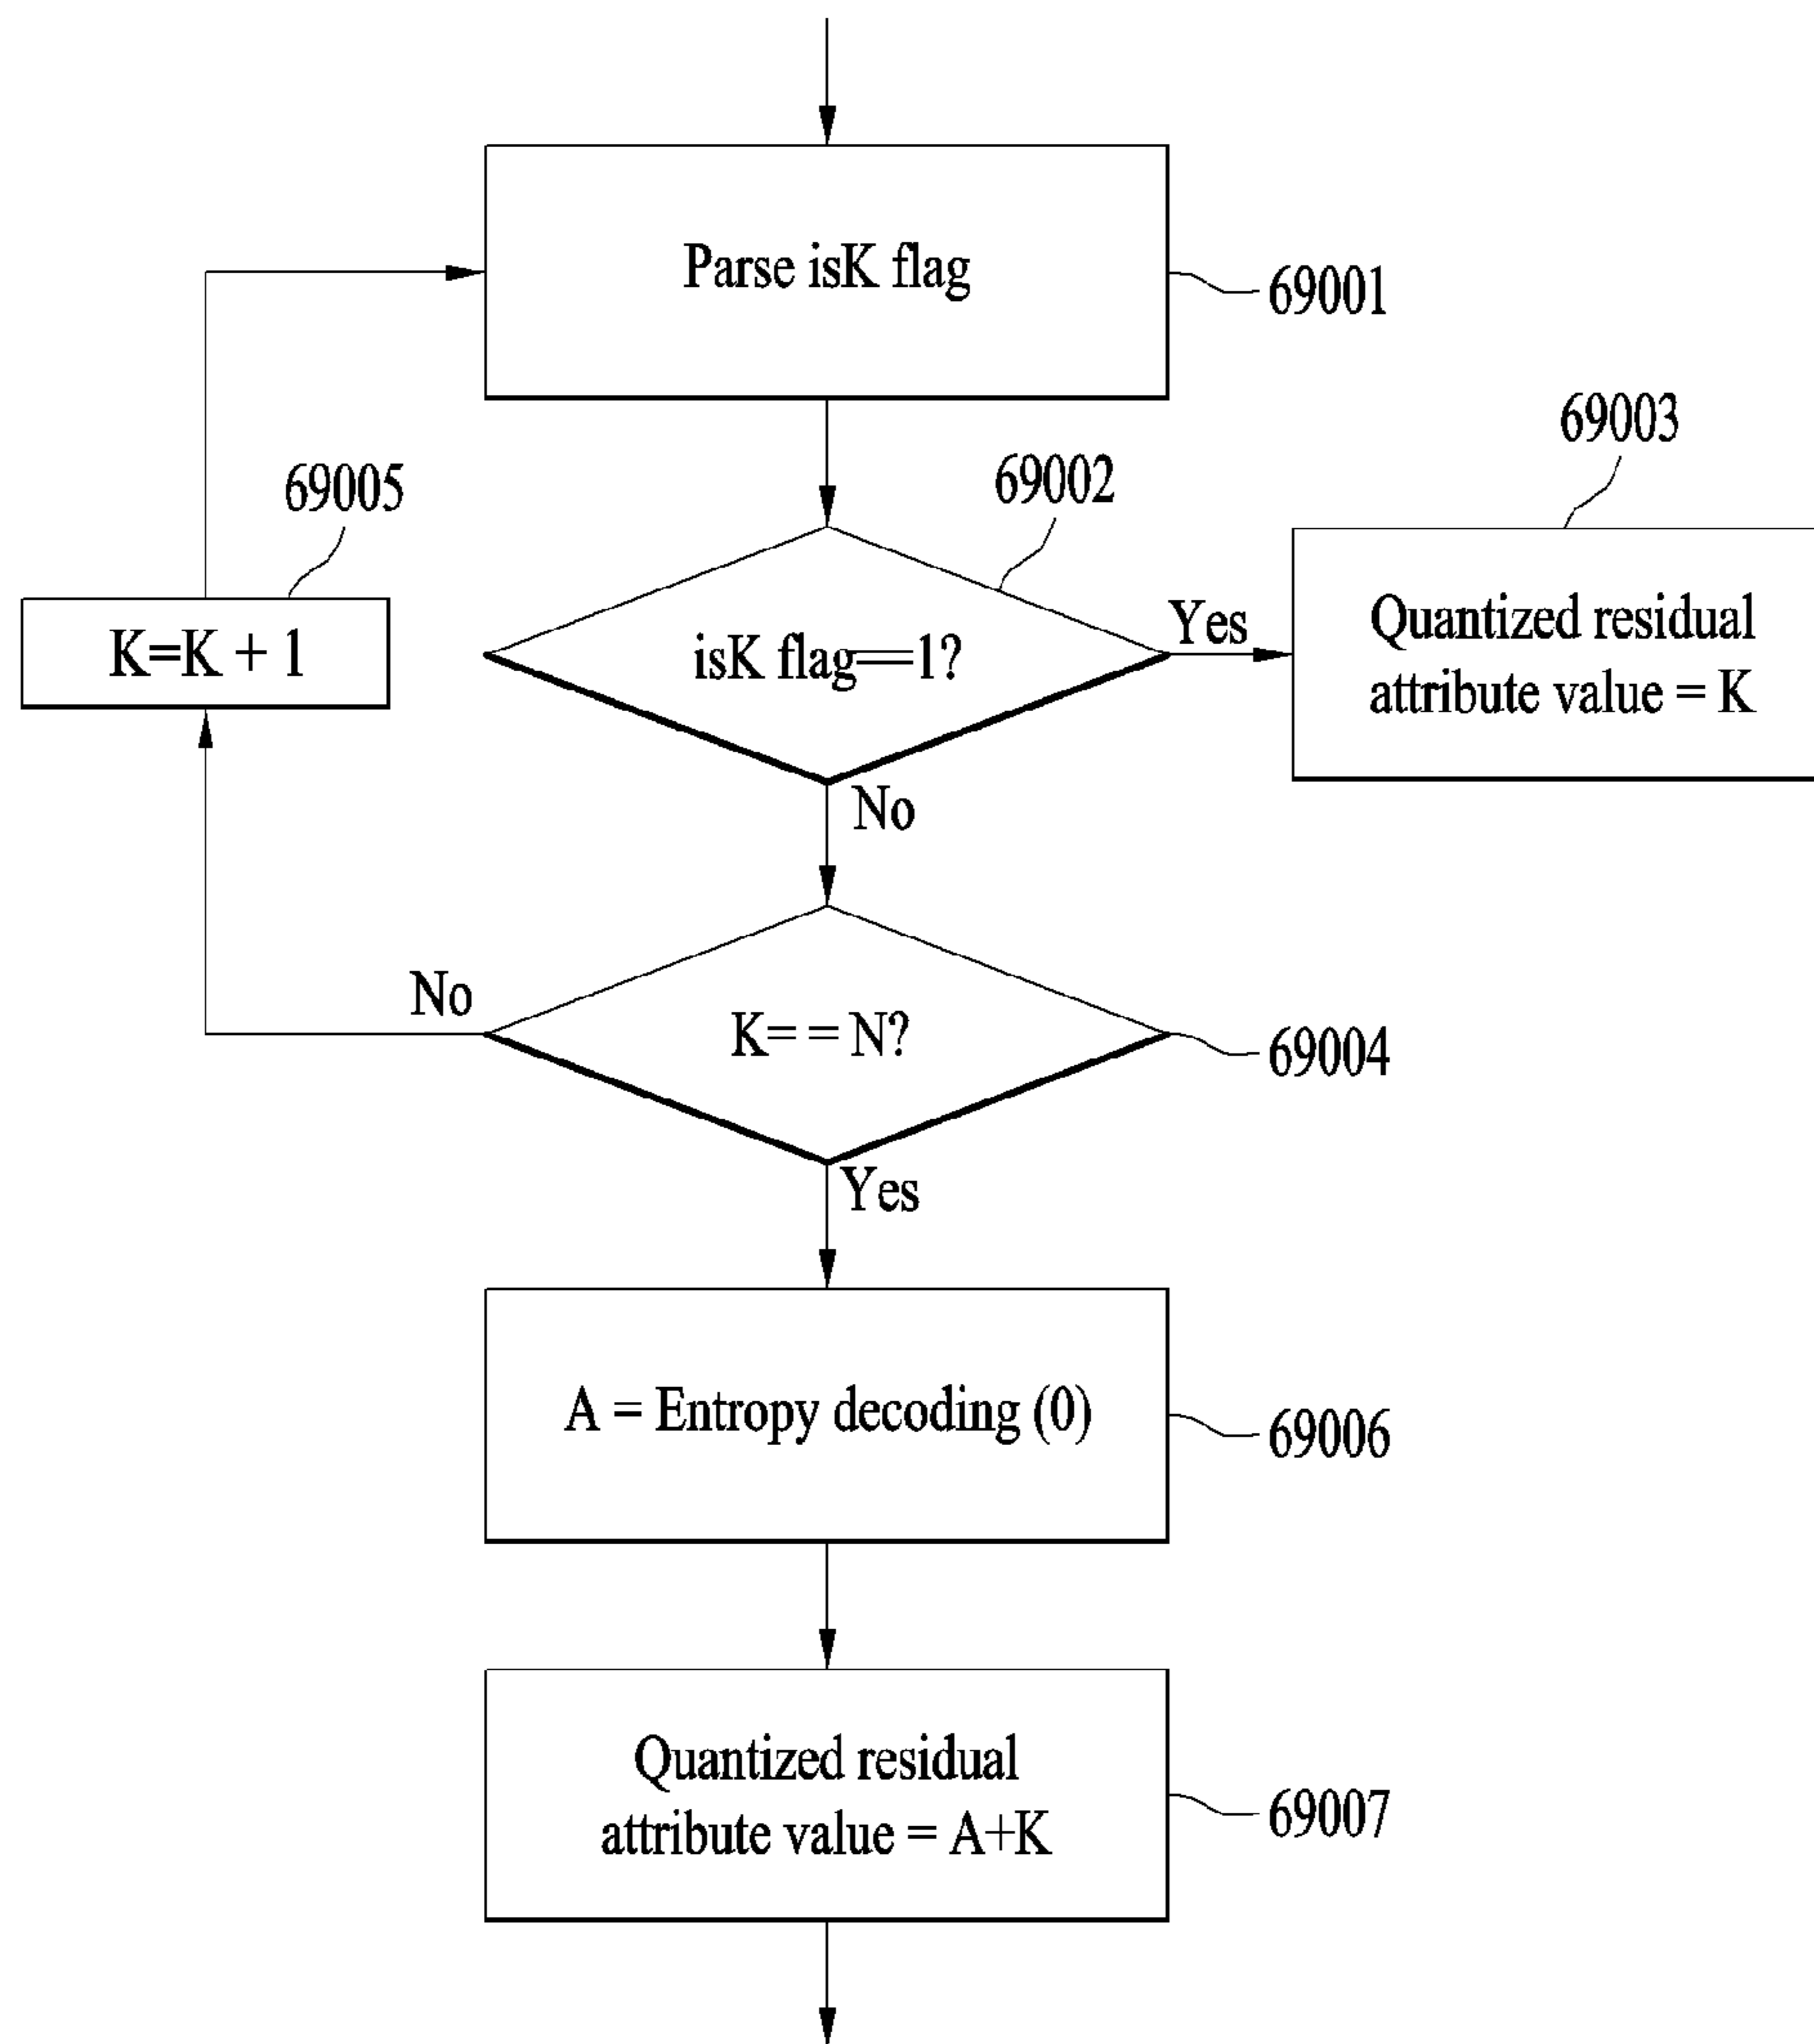 Parse isK flag
69001
69003
69005
69002
K=K + 1
isK flag==1?
Yes
Quantized residual
attribute value = K
No
No
K= = N?
69004
Yes
A = Entropy decoding (0)
69006
Quantized residual
attribute value = A+K
69007